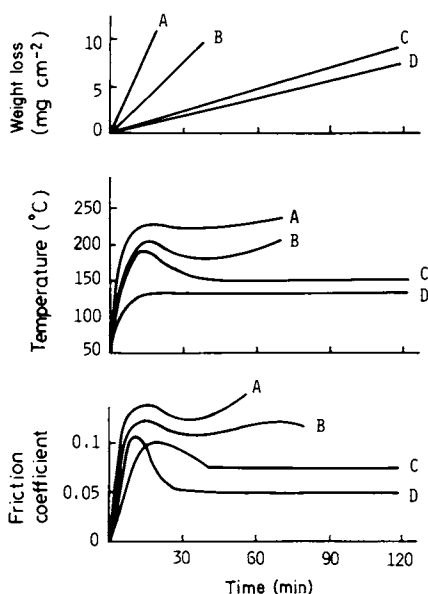 Weight loss
(mg cm-2)
10
5
0
A
B
C
D
Temperature (°C)
250
200
150
100
50
A
B
C
D
Friction
coefficient
0.1
0.05
0
A
B
C
D
0
30
60
90
120
Time (min)